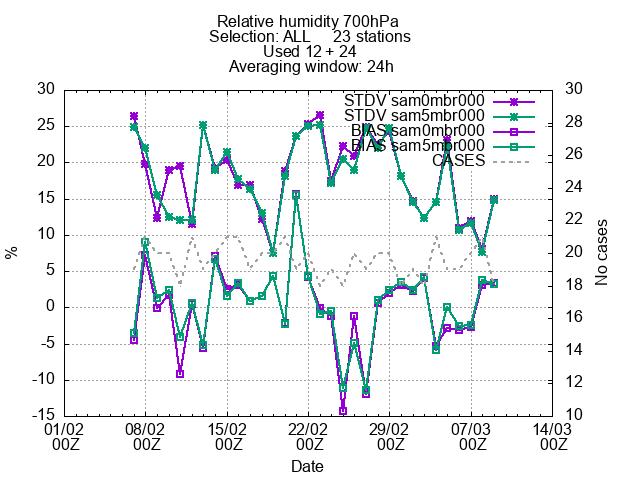 Relative humidity 700hPa
Selection: ALL 23 stations
Used 12 + 24
Averaging window: 24h
30 30
STDV sam0mbr000
STDV sam5mbr000
BIAS sam0mbr000
BIAS sam5mbr000
CASES
25 28
20 26
15 24
10 22
5 20
0 18
-5 16
-10 14
-15 12
10
%
No cases
01/02 08/02 15/02 22/02 29/02 07/03 14/03
00Z 00Z 00Z 00Z 00Z 00Z 00Z
Date